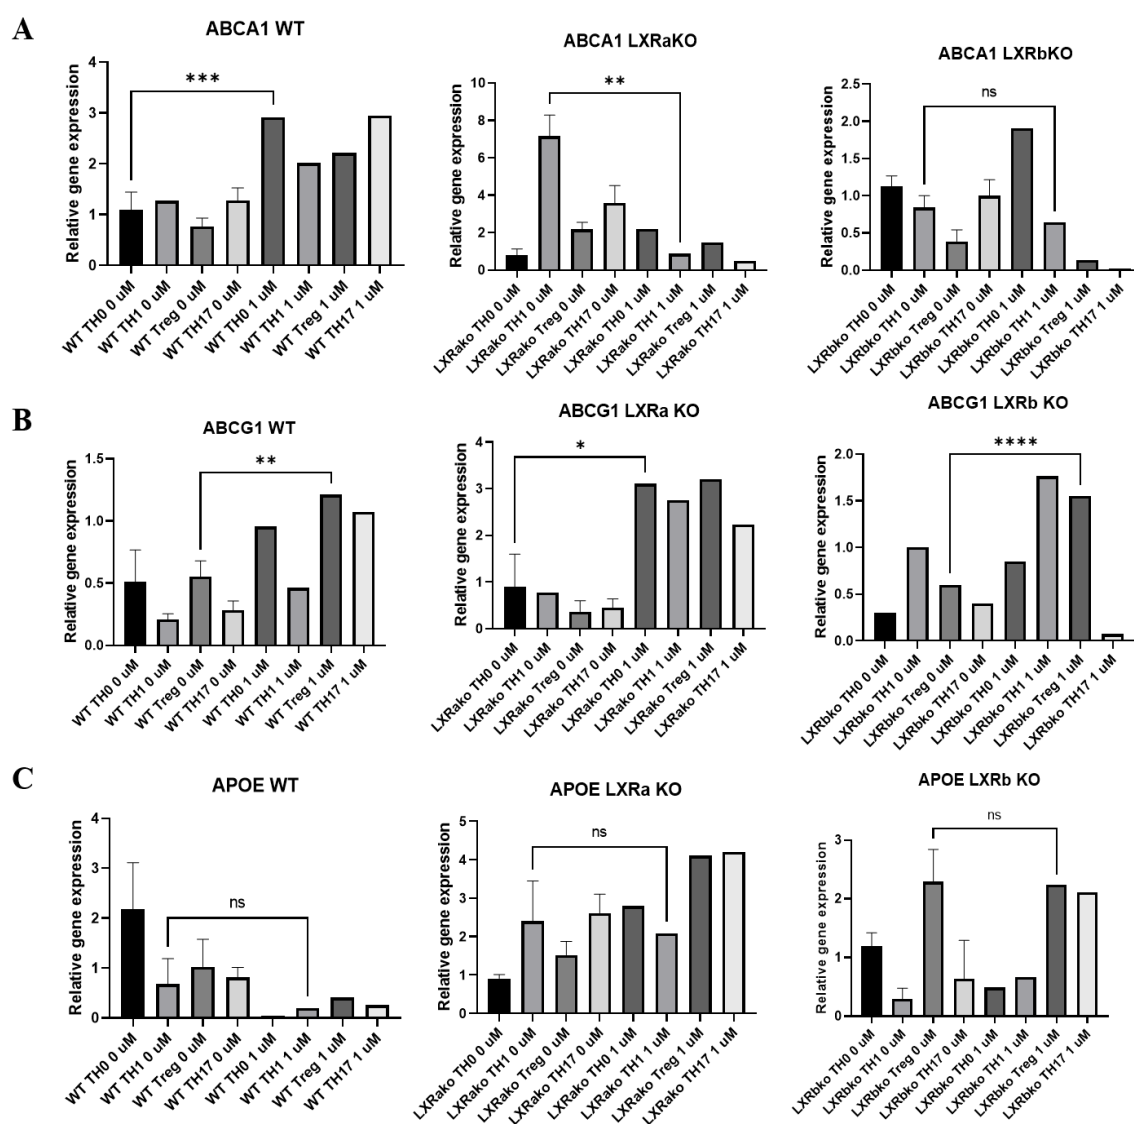 A
ABCA1 WT
Relative gene expression
4
3
2
1
0
***
WT TH0 0 uM
WT TH1 0 uM
WT Treg 0 uM
WT TH17 0 uM
WT TH0 1 uM
WT TH1 1 uM
WT Treg 1 uM
WT TH17 1 uM
ABCA1 LXRaKO
Relative gene expression
10
8
6
4
2
0
**
LXRako TH0 0 uM
LXRako TH1 0 uM
LXRako Treg 0 uM
LXRako TH17 0 uM
LXRako TH0 1 uM
LXRako TH1 1 uM
LXRako Treg 1 uM
LXRako TH17 1 uM
ABCA1 LXRbKO
Relative gene expression
2.5
2.0
1.5
1.0
0.5
0.0
ns
LXRbko TH0 0 uM
LXRbko TH1 0 uM
LXRbko Treg 0 uM
LXRbko TH17 0 uM
LXRbko TH0 1 uM
LXRbko TH1 1 uM
LXRbko Treg 1 uM
LXRbko TH17 1 uM
B
ABCG1 WT
Relative gene expression
1.5
1.0
0.5
0.0
**
WT TH0 0 uM
WT TH1 0 uM
WT Treg 0 uM
WT TH17 0 uM
WT TH0 1 uM
WT TH1 1 uM
WT Treg 1 uM
WT TH17 1 uM
ABCG1 LXRa KO
Relative gene expression
4
3
2
1
0
*
LXRako TH0 0 uM
LXRako TH1 0 uM
LXRako Treg 0 uM
LXRako TH17 0 uM
LXRako TH0 1 uM
LXRako TH1 1 uM
LXRako Treg 1 uM
LXRako TH17 1 uM
ABCG1 LXRb KO
Relative gene expression
2.0
1.5
1.0
0.5
0.0
****
LXRbko TH0 0 uM
LXRbko TH1 0 uM
LXRbko Treg 0 uM
LXRbko TH17 0 uM
LXRbko TH0 1 uM
LXRbko TH1 1 uM
LXRbko Treg 1 uM
LXRbko TH17 1 uM
C
APOE WT
Relative gene expression
4
3
2
1
0
ns
WT TH0 0 uM
WT TH1 0 uM
WT Treg 0 uM
WT TH17 0 uM
WT TH0 1 uM
WT TH1 1 uM
WT Treg 1 uM
WT TH17 1 uM
APOE LXRa KO
Relative gene expression
5
4
3
2
1
0
ns
LXRako TH0 0 uM
LXRako TH1 0 uM
LXRako Treg 0 uM
LXRako TH17 0 uM
LXRako TH0 1 uM
LXRako TH1 1 uM
LXRako Treg 1 uM
LXRako TH17 1 uM
APOE LXRb KO
Relative gene expression
3
2
1
0
ns
LXRbko TH0 0 uM
LXRbko TH1 0 uM
LXRbko Treg 0 uM
LXRbko TH17 0 uM
LXRbko TH0 1 uM
LXRbko TH1 1 uM
LXRbko Treg 1 uM
LXRbko TH17 1 uM